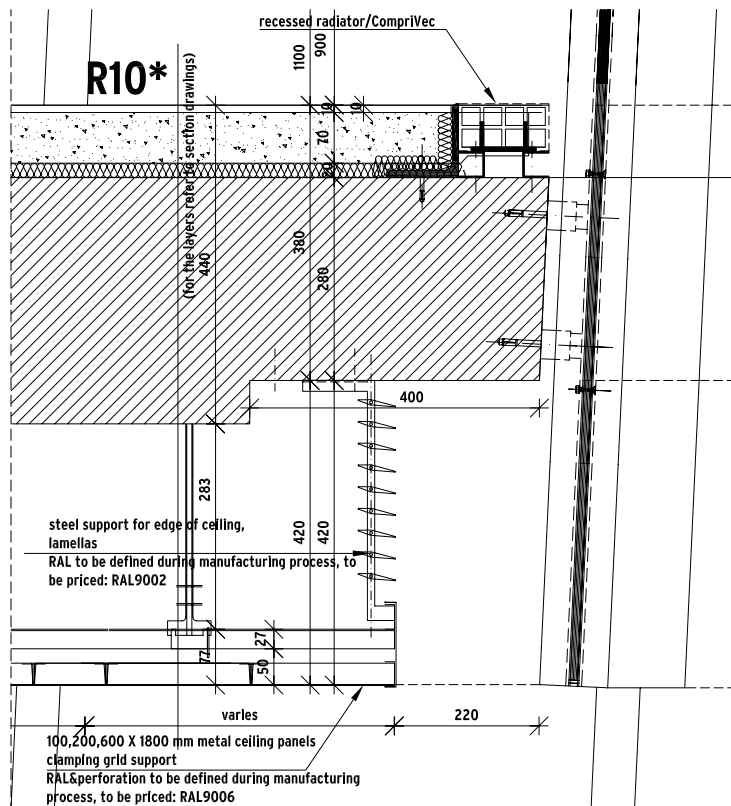 recessed radiator/CompriVec
R10*
(for the layers refer to section drawings)
1100
900
10
10
70
20
440
380
280
400
283
420
420
steel support for edge of ceiling,
lamellas
RAL to be defined during manufacturing process, to
be priced: RAL9002
27
77
50
varles
220
100,200,600 X 1800 mm metal ceiling panels
clamping grid support
RAL&perforation to be defined during manufacturing
process, to be priced: RAL9006